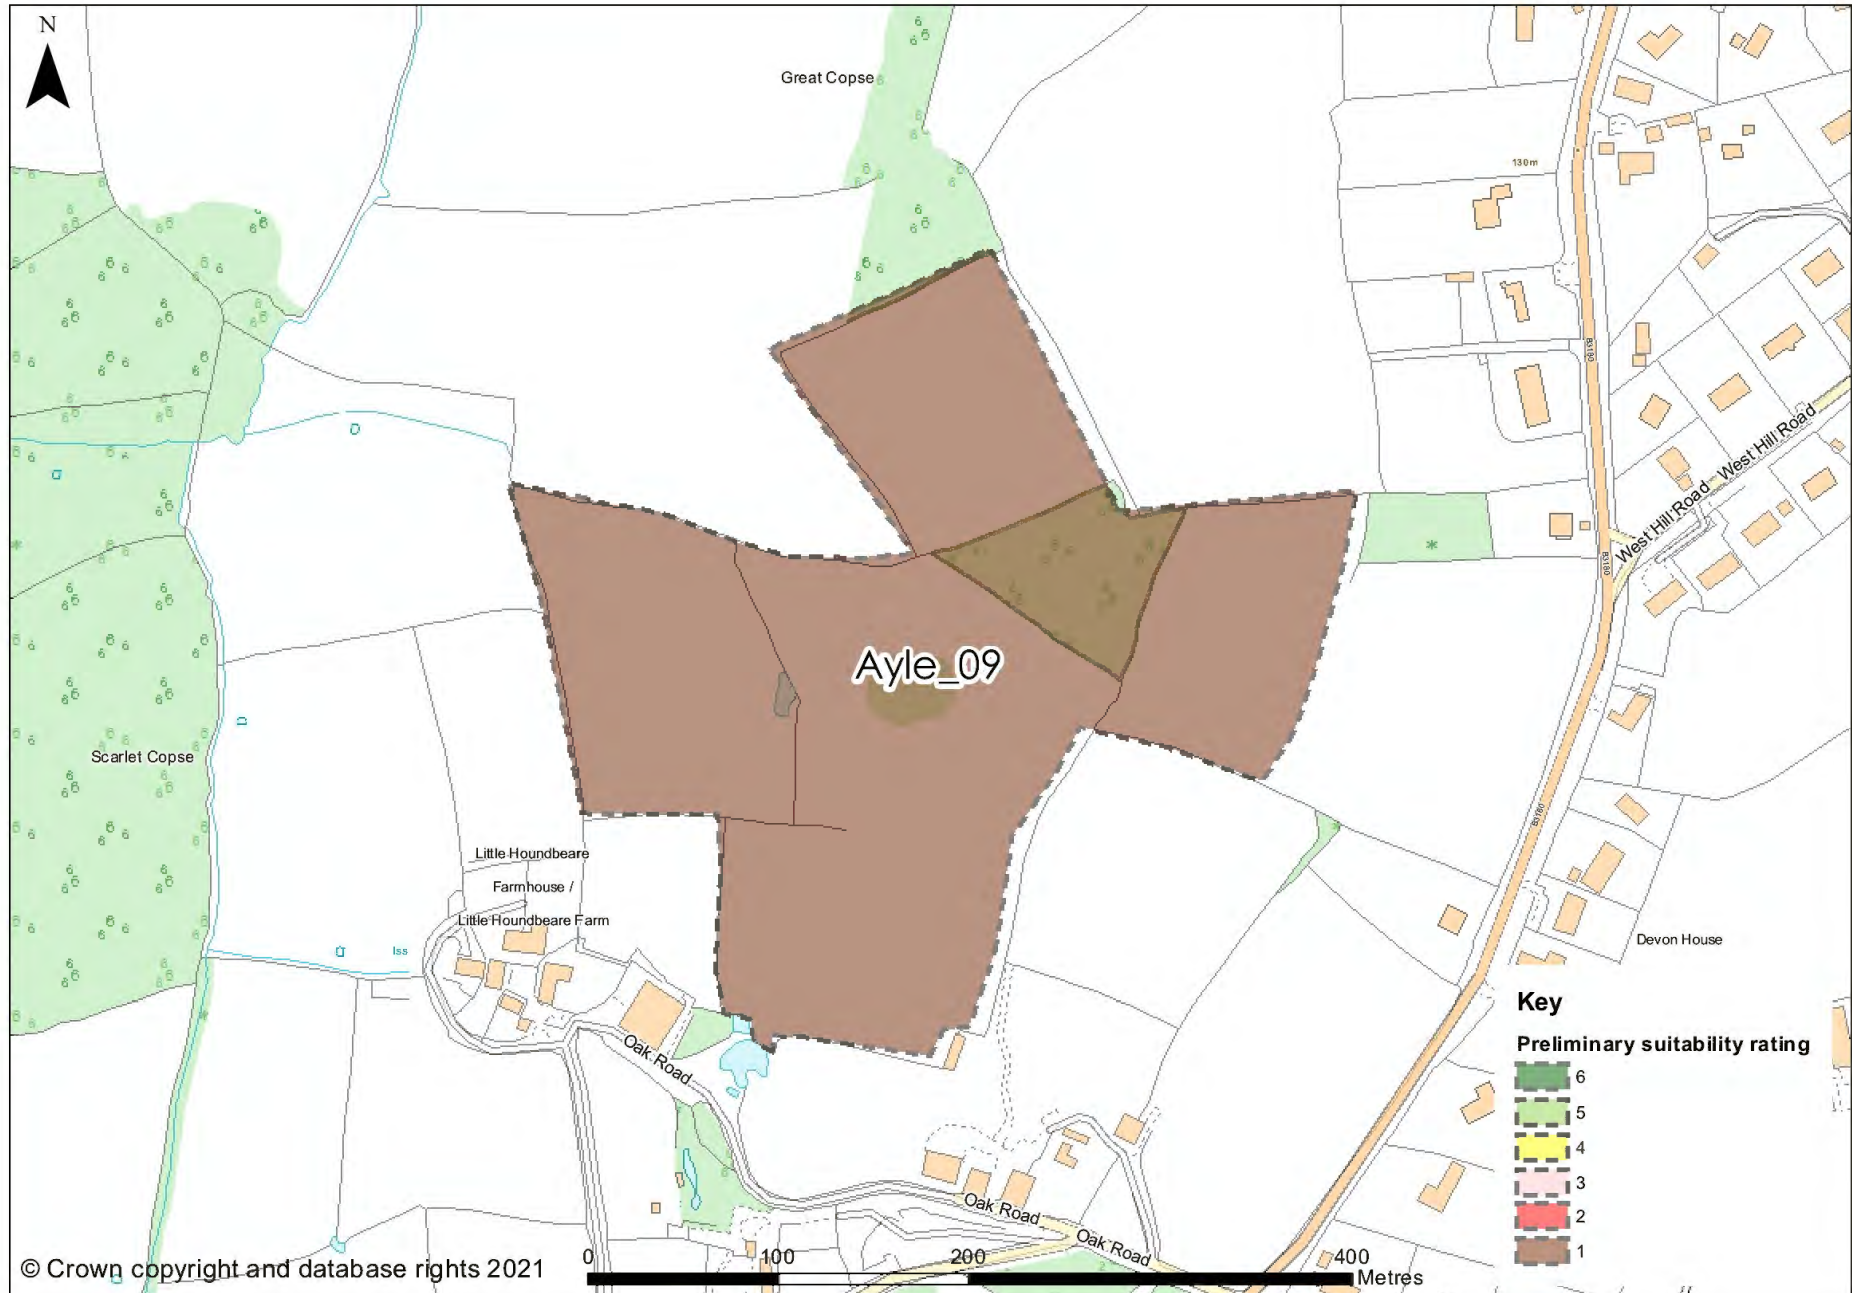 N
Great Copse
130m
B3180
West Hill Road
West Hill Road
B3180
Ayle_09
D
D
Scarlet Copse
B3180
Little Houndbeare
Farmhouse /
Little Houndbeare Farm
Devon House
Iss
Oak Road
Key
Preliminary suitability rating
6
5
4
3
2
1
Oak Road
Oak Road
© Crown copyright and database rights 2021
0 100 200 400
Metres